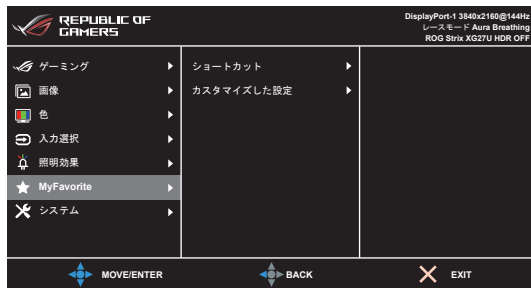 REPUBLIC OF
GAMERS
DisplayPort-1 3840x2160@144Hz
レースモード Aura Breathing
ROG Strix XG27U HDR OFF
ゲーミング
画像
色
入力選択
照明効果
MyFavorite
システム
ショートカット
カスタマイズした設定
MOVE/ENTER
BACK
EXIT